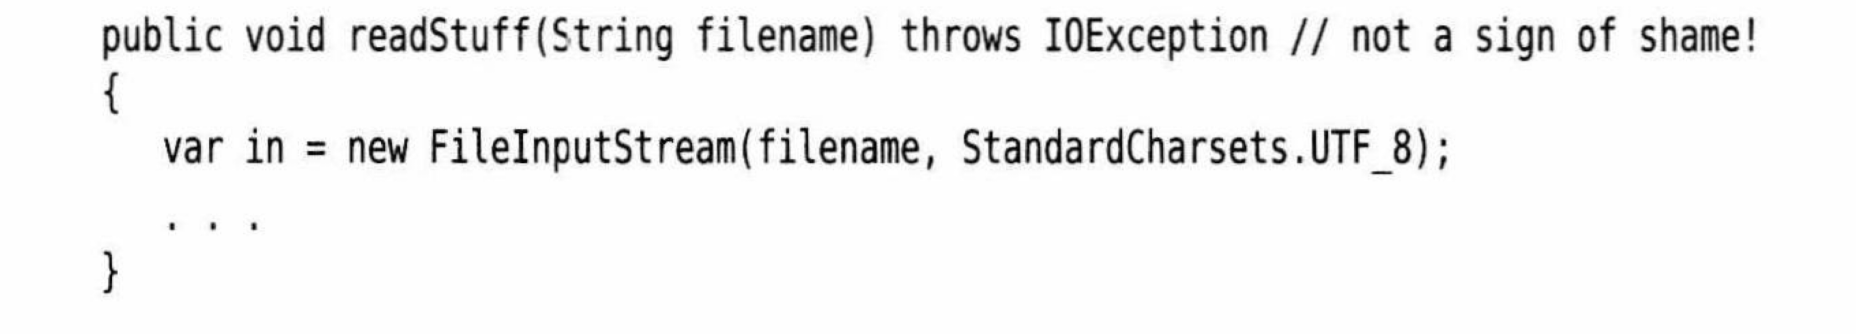 public void readStuff(String filename) throws IOException // not a sign of shame!
{
var in = new FileInputStream(filename, StandardCharsets.UTF_8);
. . .
}